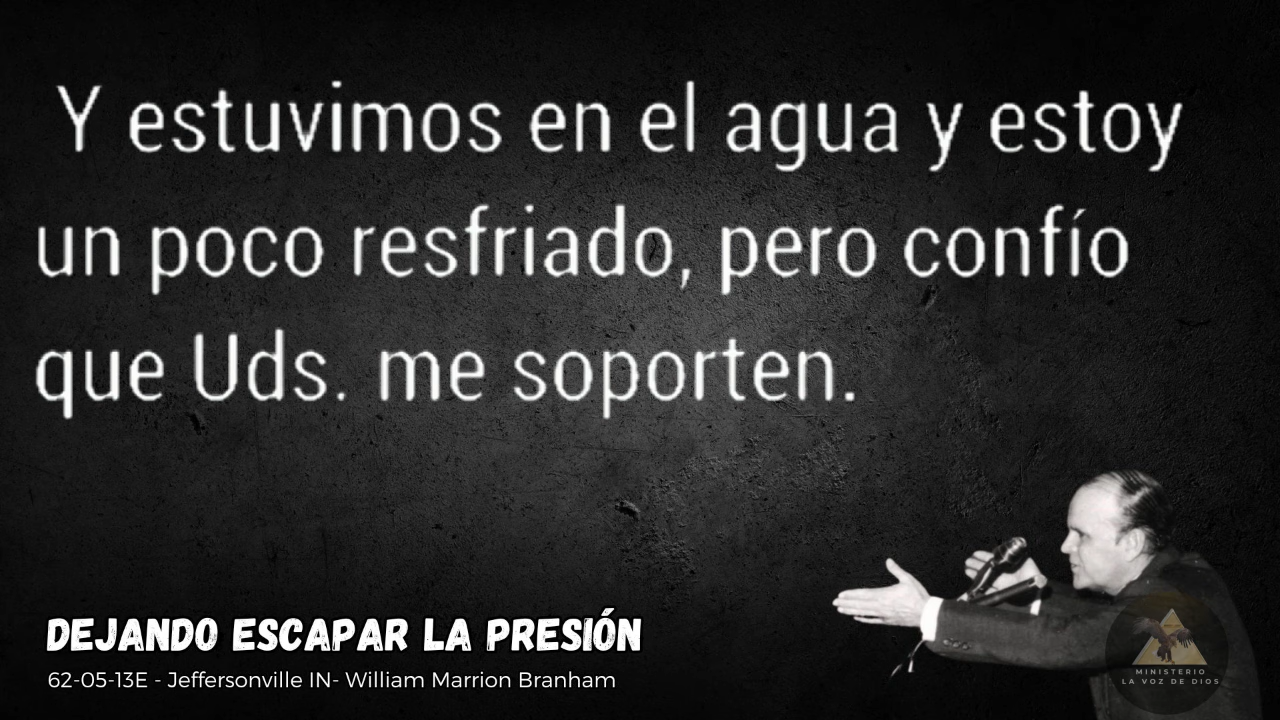 Y estuvimos en el agua y estoy
un poco resfriado, pero confío
que Uds. me soporten.
DEJANDO ESCAPAR LA PRESIÓN
62-05-13E - Jeffersonville IN- William Marrion Branham
MINISTERIO
LA VOZ DE DIOS